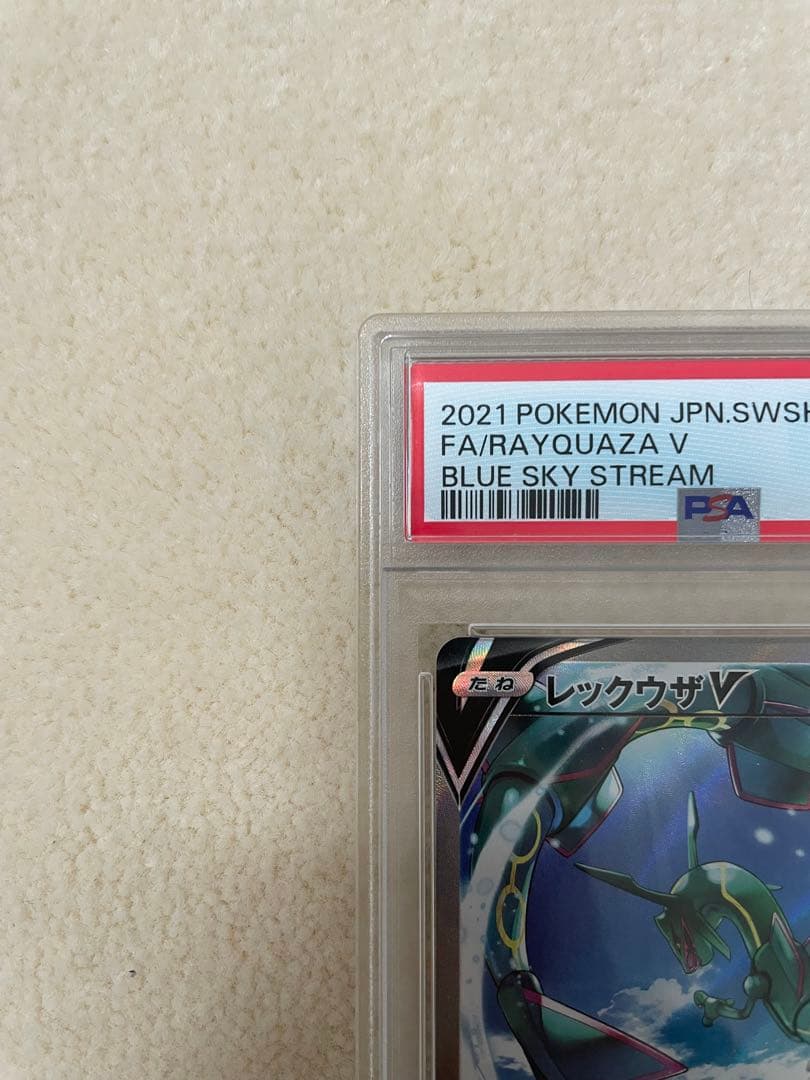 2021 POKEMON JPN.SWSH
FA/RAYQUAZA V
BLUE SKY STREAM
PSA
たね レックウザV